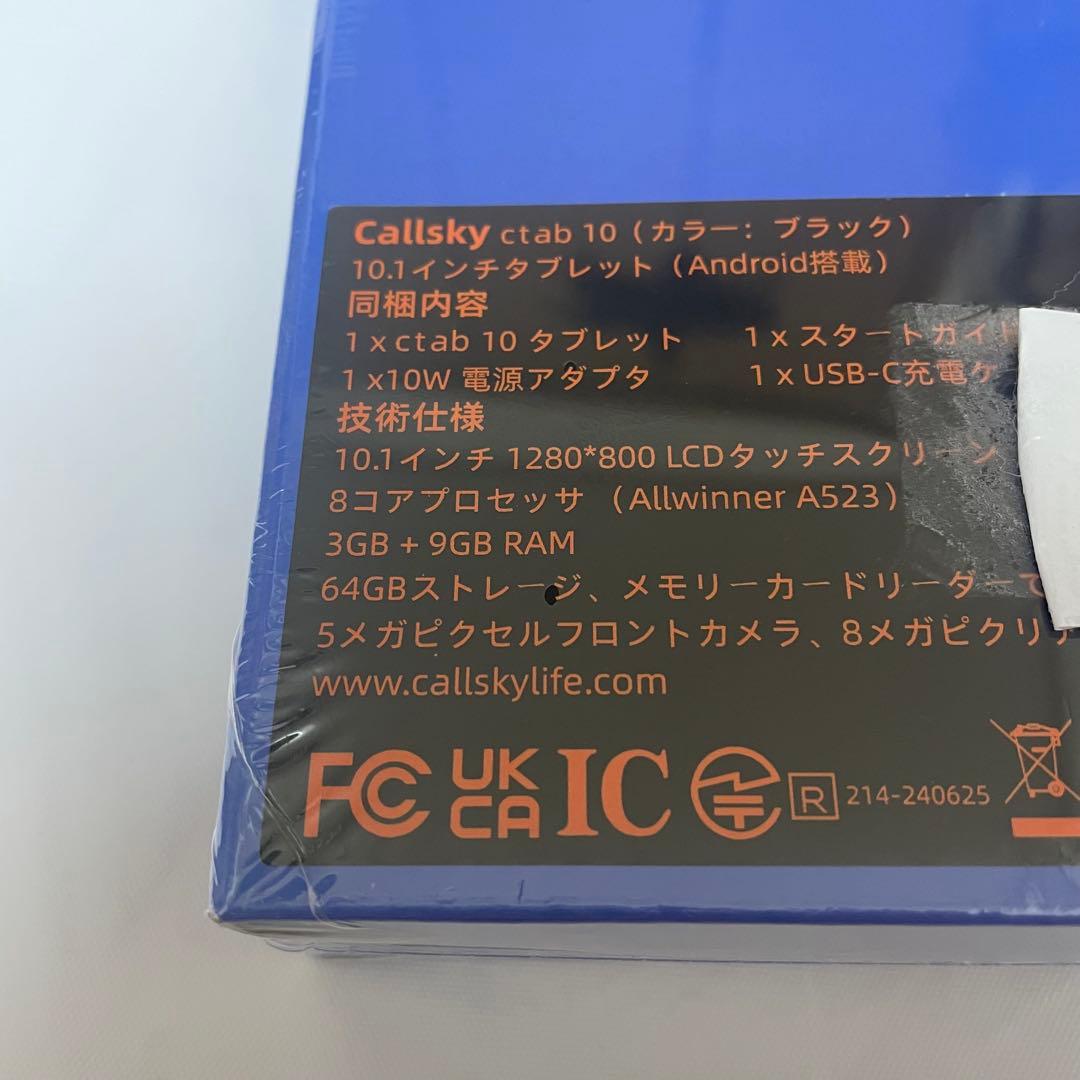 Callsky ctab 10（カラー：ブラック）
10.1インチタブレット（Android搭載）
同梱内容
1 x ctab 10 タブレット 1 x スタートガイド
1 x10W 電源アダプタ 1 x USB-C充電ケ
技術仕様
10.1インチ 1280*800 LCDタッチスクリーン
8コアプロセッサ （Allwinner A523）
3GB + 9GB RAM
64GBストレージ、メモリーカードリーダーで
5メガピクセルフロントカメラ、8メガピクリア
www.callskylife.com
FC UK CA IC R 214-240625